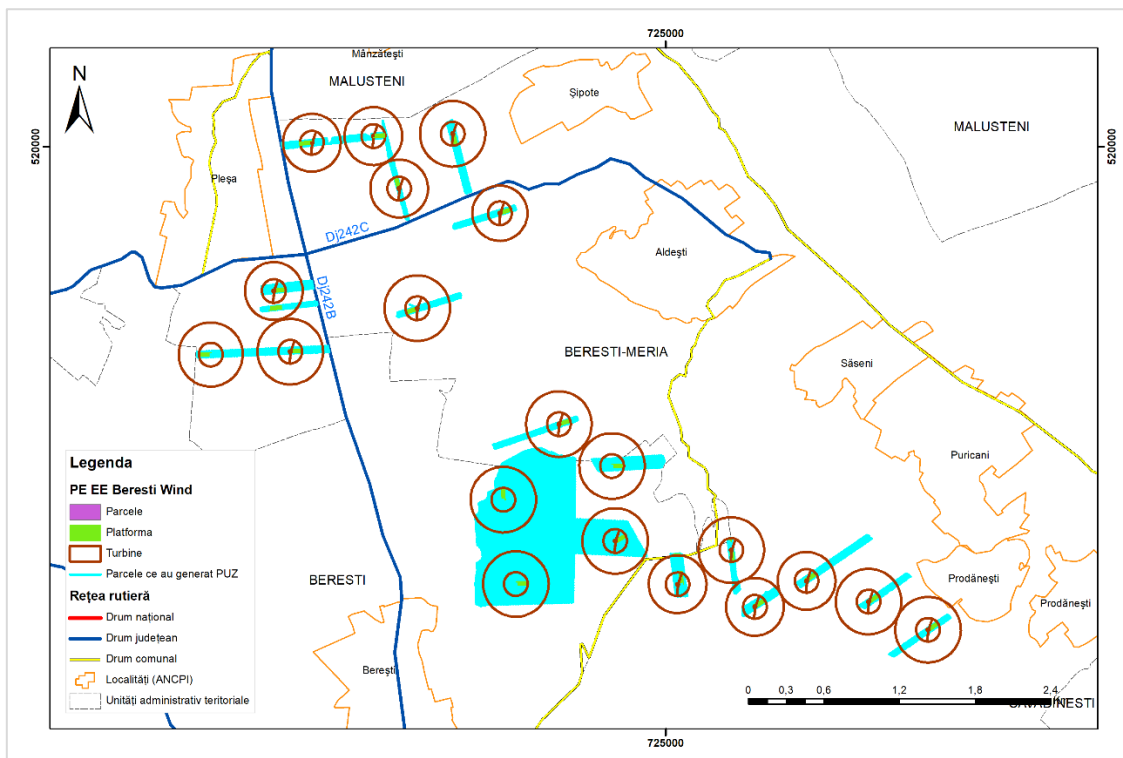 725000
N
Mânzătești
MALUSTENI
Șipote
MALUSTENI
520000
520000
Pleșa
Dj242C
Aldești
Dj242B
BERESTI-MERIA
Săseni
Puricani
Legenda
PE EE Beresti Wind
Parcele
Platforma
Turbine
Parcele ce au generat PUZ
Rețea rutieră
Drum național
Drum județean
Drum comunal
Localități (ANCPI)
Unități administrativ teritoriale
BERESTI
Berești
Prodănești
Prodănești
0 0,3 0,6 1,2 1,8 2,4
725000